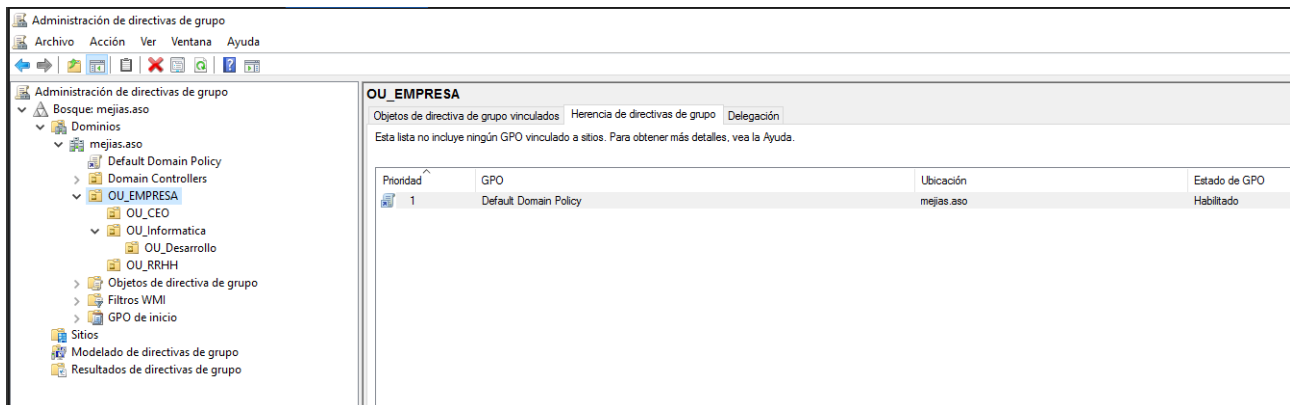 Administración de directivas de grupo
Archivo Acción Ver Ventana Ayuda
Administración de directivas de grupo
Bosque: mejias.aso
Dominios
mejias.aso
Default Domain Policy
Domain Controllers
OU_EMPRESA
OU_CEO
OU_Informatica
OU_Desarrollo
OU_RRHH
Objetos de directiva de grupo
Filtros WMI
GPO de inicio
Sitios
Modelado de directivas de grupo
Resultados de directivas de grupo
OU_EMPRESA
Objetos de directiva de grupo vinculados Herencia de directivas de grupo Delegación
Esta lista no incluye ningún GPO vinculado a sitios. Para obtener más detalles, vea la Ayuda.
Prioridad GPO Ubicación Estado de GPO
1 Default Domain Policy mejias.aso Habilitado